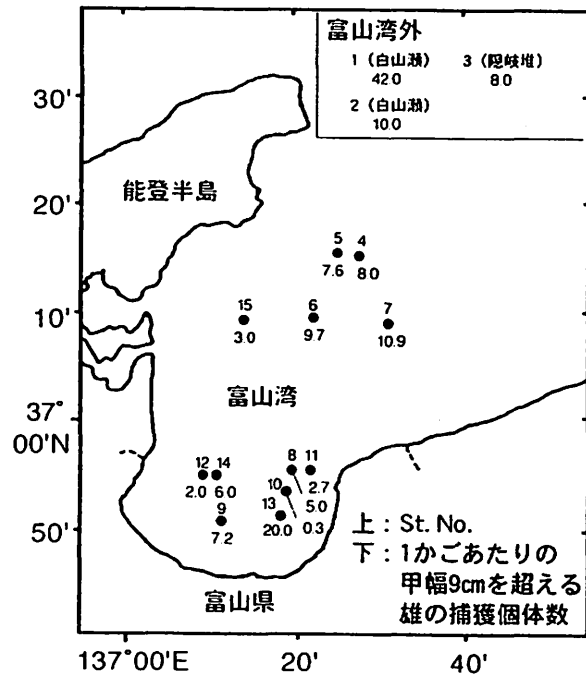 富山湾外
1(白山瀬) 3(隠岐堆)
42.0 8.0
2(白山瀬)
10.0
30'
能登半島
20'
5 4
7.6 8.0
10'
15 6 7
3.0 9.7 10.9
富山湾
37°
00'N
12 14 8 11
2.0 6.0 10 2.7
9 13 5.0
7.2 20.0 0.3
50'
上：St. No.
下：1かごあたりの
甲幅9cmを超える
雄の捕獲個体数
富山県
137°00'E 20' 40'